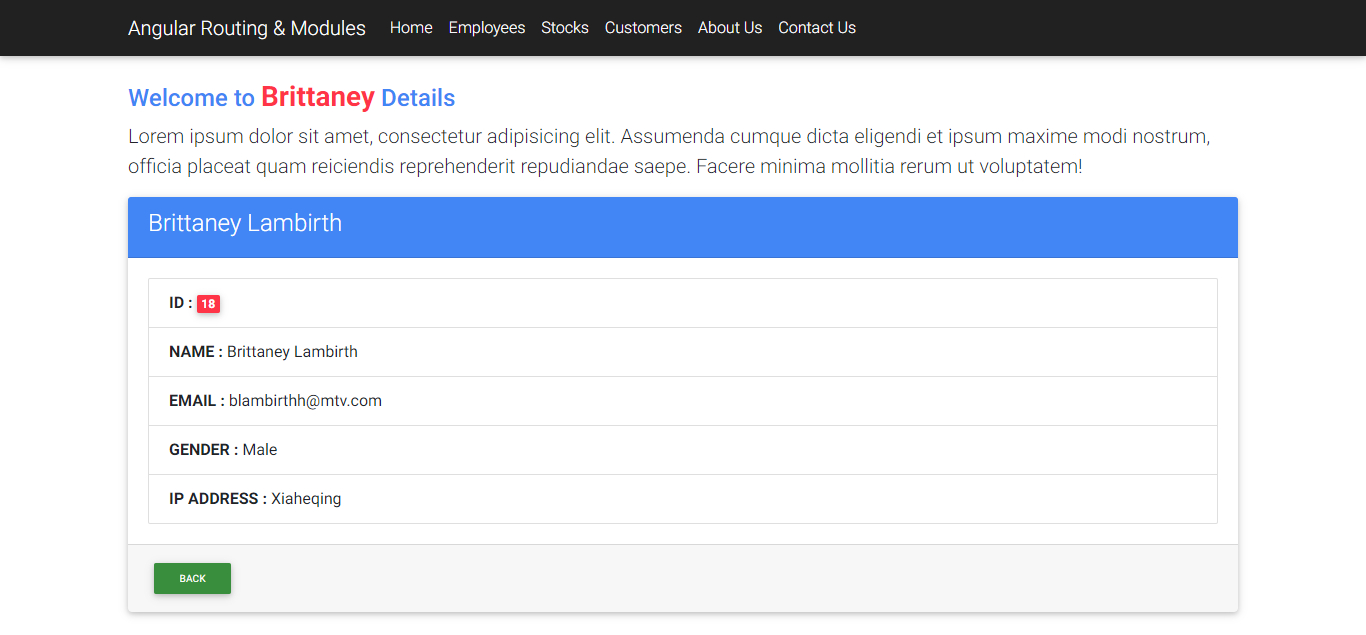 Angular Routing & Modules Home Employees Stocks Customers About Us Contact Us
Welcome to Brittaney Details
Lorem ipsum dolor sit amet, consectetur adipisicing elit. Assumenda cumque dicta eligendi et ipsum maxime modi nostrum,
officia placeat quam reiciendis reprehenderit repudiandae saepe. Facere minima mollitia rerum ut voluptatem!
Brittaney Lambirth
ID : 18
NAME : Brittaney Lambirth
EMAIL : blambirthh@mtv.com
GENDER : Male
IP ADDRESS : Xiaheqing
BACK